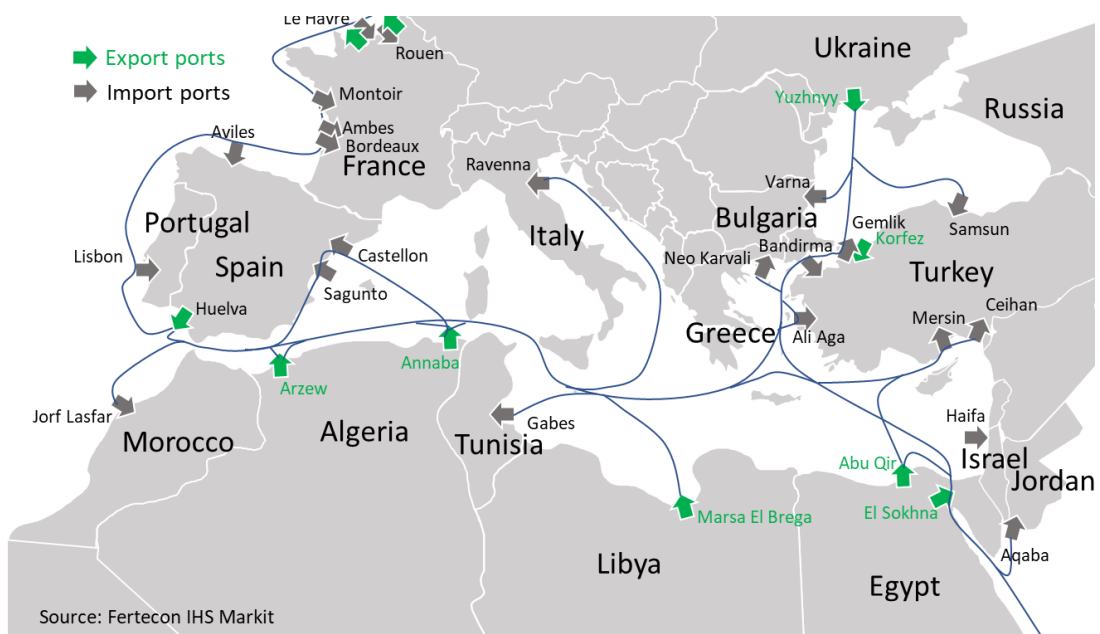 Le Havre
Rouen
Export ports
Import ports
Ukraine
Yuzhnyy
Russia
Montoir
Ambes
Bordeaux
Aviles
France
Ravenna
Varna
Portugal
Bulgaria
Gemlik
Samsun
Italy
Korfez
Bandirma
Lisbon
Spain
Castellon
Neo Karvali
Turkey
Sagunto
Huelva
Ceihan
Mersin
Greece
Ali Aga
Annaba
Arzew
Jorf Lasfar
Gabes
Haifa
Morocco
Algeria
Tunisia
Israel
Abu Qir
Jordan
Marsa El Brega
El Sokhna
Aqaba
Libya
Egypt
Source: Fertecon IHS Markit